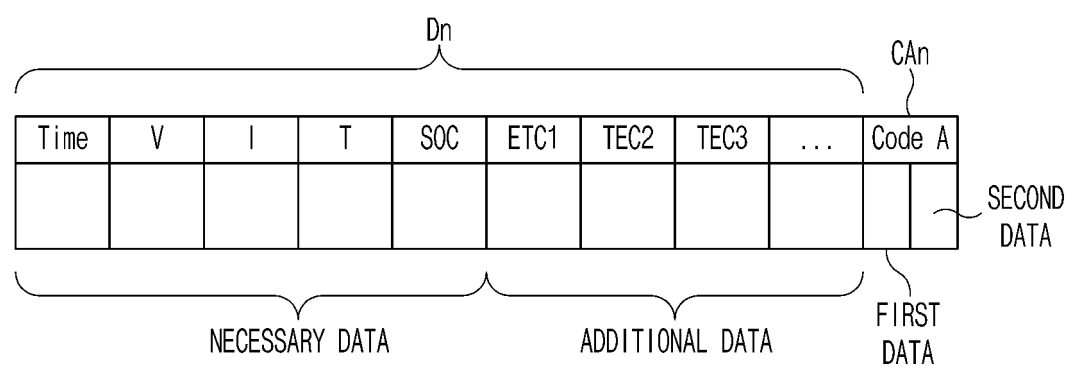 Dn
CAn
Time V I T SOC ETC1 TEC2 TEC3 ... Code A
SECOND
DATA
NECESSARY DATA
ADDITIONAL DATA
FIRST
DATA